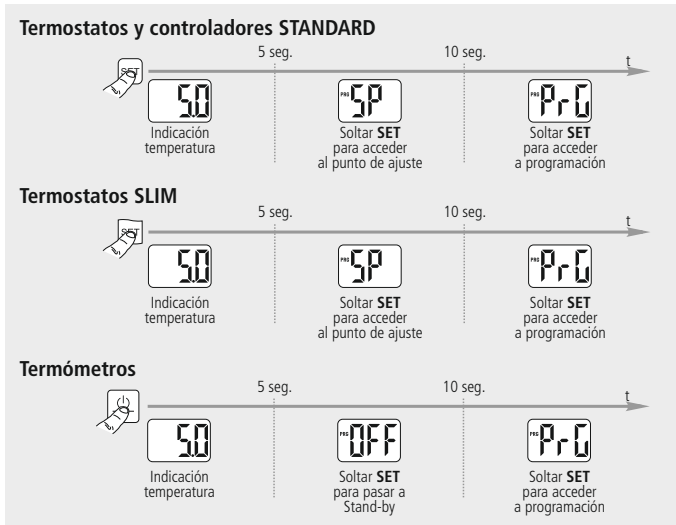 Termostatos y controladores STANDARD
5 seg.
10 seg.
t
SET
5.0
PRG SP
PRG PrG
Indicación
temperatura
Soltar SET
para acceder
al punto de ajuste
Soltar SET
para acceder
a programación
Termostatos SLIM
5 seg.
10 seg.
t
SET
5.0
PRG SP
PRG PrG
Indicación
temperatura
Soltar SET
para acceder
al punto de ajuste
Soltar SET
para acceder
a programación
Termómetros
5 seg.
10 seg.
t
5.0
PRG OFF
PRG PrG
Indicación
temperatura
Soltar SET
para pasar a
Stand-by
Soltar SET
para acceder
a programación